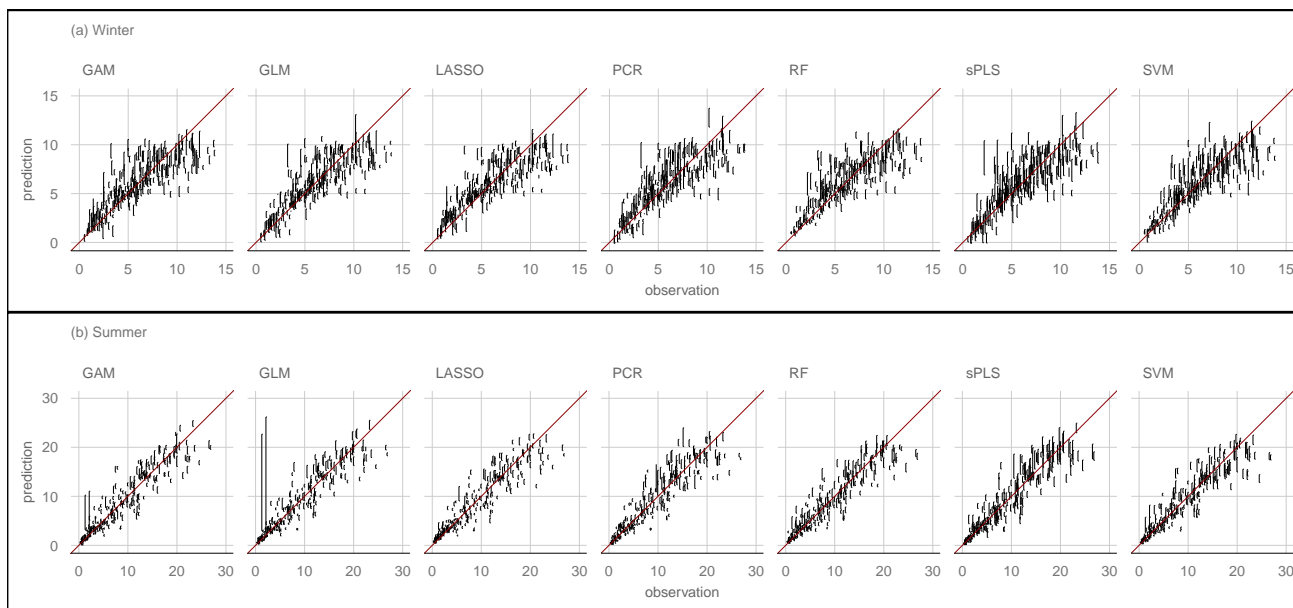 (a) Winter
GAM GLM LASSO PCR RF sPLS SVM
15
10
5
0
prediction
0 5 10 15 0 5 10 15 0 5 10 15 0 5 10 15 0 5 10 15 0 5 10 15 0 5 10 15
observation
(b) Summer
GAM GLM LASSO PCR RF sPLS SVM
30
20
10
0
prediction
0 10 20 30 0 10 20 30 0 10 20 30 0 10 20 30 0 10 20 30 0 10 20 30 0 10 20 30
observation